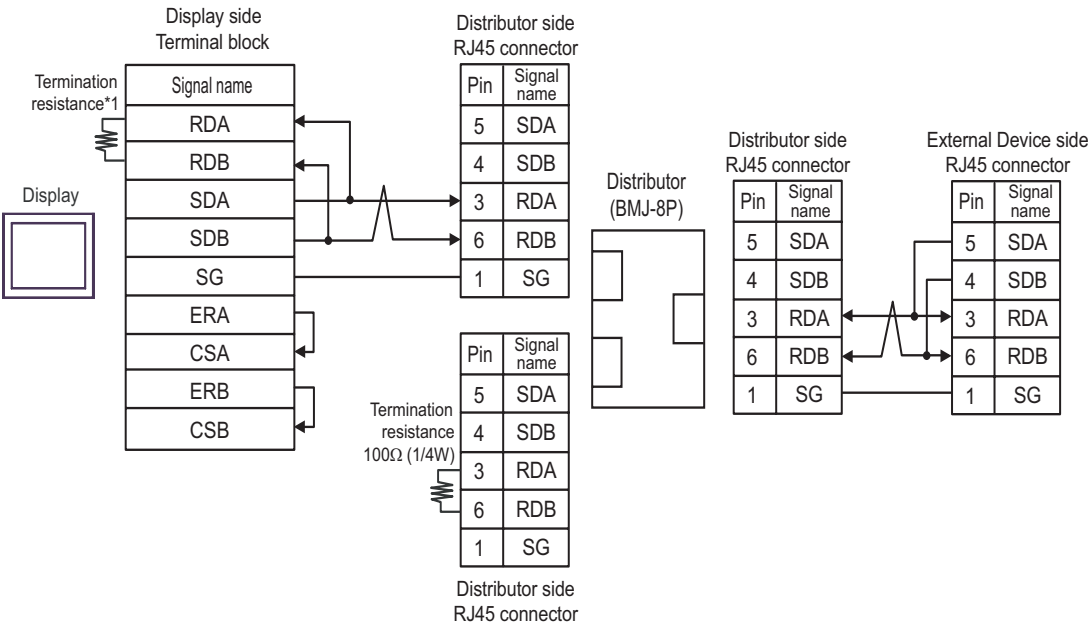 Display side
Terminal block
Termination
resistance*1
Signal name
RDA
RDB
SDA
SDB
SG
ERA
CSA
ERB
CSB
Display
Distributor side
RJ45 connector
Pin Signal name
5 SDA
4 SDB
3 RDA
6 RDB
1 SG
Termination
resistance
100Ω (1/4W)
Pin Signal name
5 SDA
4 SDB
3 RDA
6 RDB
1 SG
Distributor side
RJ45 connector
Distributor
(BMJ-8P)
Distributor side
RJ45 connector
Pin Signal name
5 SDA
4 SDB
3 RDA
6 RDB
1 SG
External Device side
RJ45 connector
Pin Signal name
5 SDA
4 SDB
3 RDA
6 RDB
1 SG